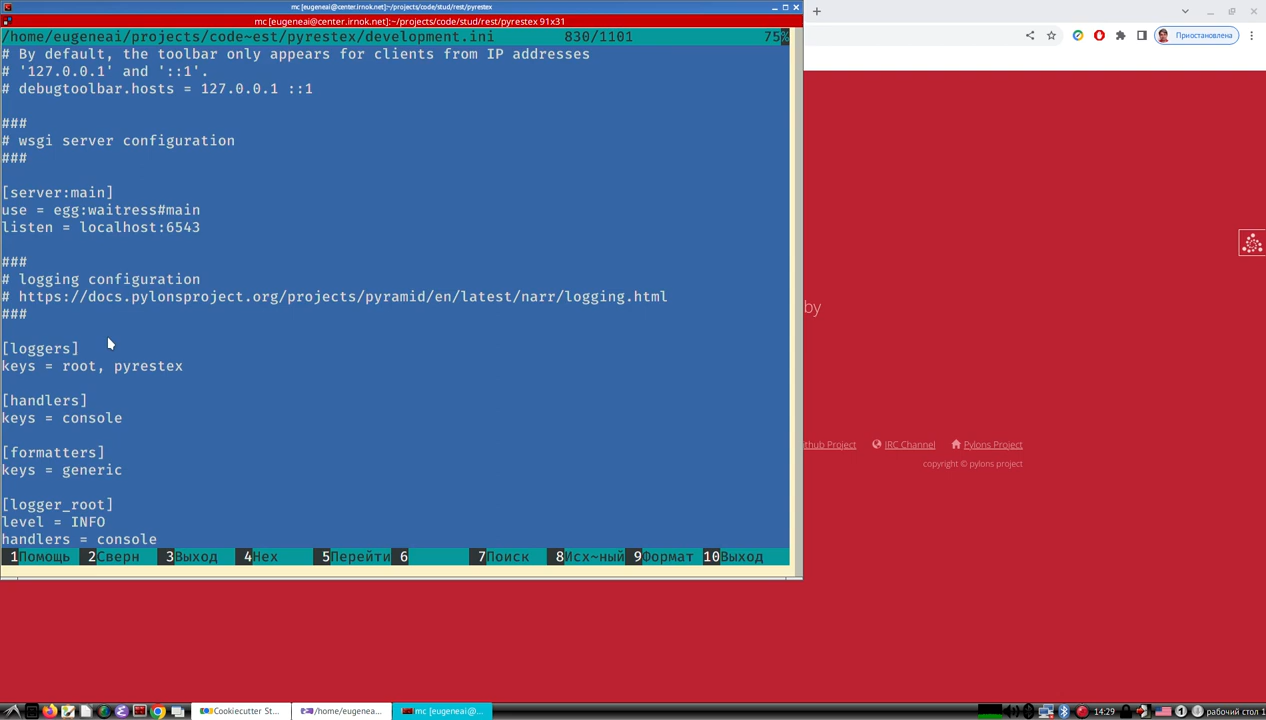 mc [eugeneai@center.irnok.net]:~/projects/code/stud/rest/pyrestex
mc [eugeneai@center.irnok.net]:~/projects/code/stud/rest/pyrestex 91x31
/home/eugeneai/projects/code~est/pyrestex/development.ini 830/1101 75%
# By default, the toolbar only appears for clients from IP addresses
# '127.0.0.1' and '::1'.
# debugtoolbar.hosts = 127.0.0.1 ::1
###
# wsgi server configuration
###
[server:main]
use = egg:waitress#main
listen = localhost:6543
###
# logging configuration
# https://docs.pylonsproject.org/projects/pyramid/en/latest/narr/logging.html
###
[loggers]
keys = root, pyrestex
[handlers]
keys = console
[formatters]
keys = generic
[logger_root]
level = INFO
handlers = console
1Помощь 2Сверн 3Выход 4Hex 5Перейти 6 7Поиск 8Исх~ный 9Формат 10Выход
Приостановлена
by
thub Project IRC Channel Pylons Project
copyright © pylons project
Cookiecutter St... /home/eugenea... mc [eugeneai@... 14:29 рабочий стол 1